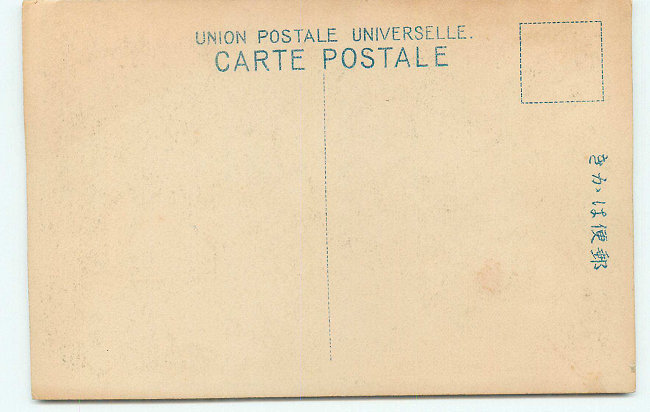 UNION POSTALE UNIVERSELLE.
CARTE POSTALE
郵便はかき